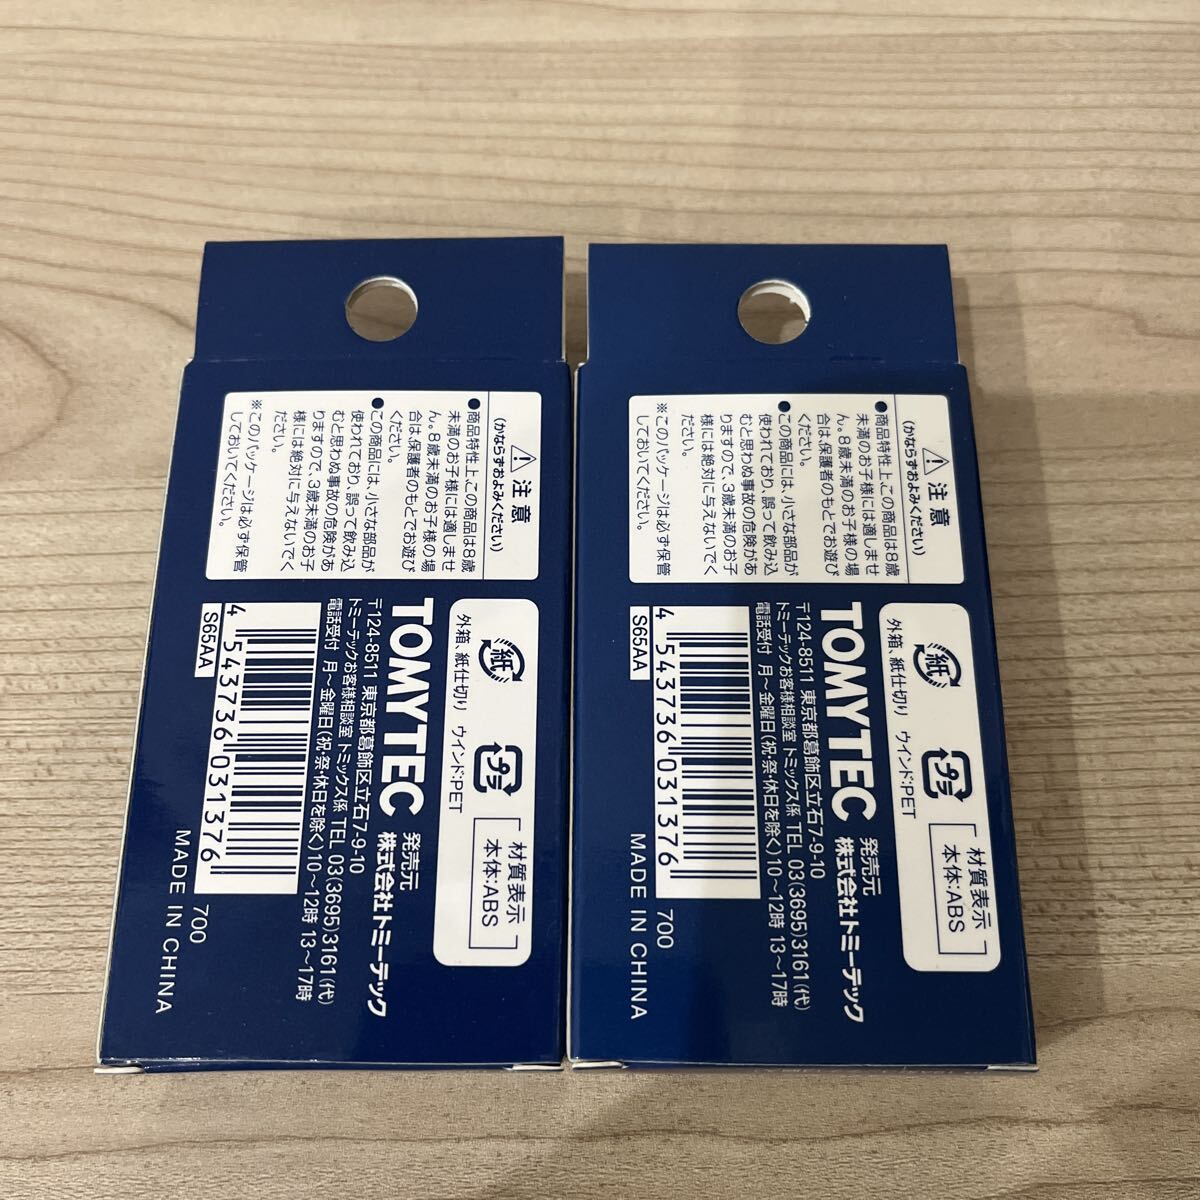 ⚠注意
(かならずおよみください)
●商品特性上、この商品は8歳
未満のお子様には適しませ
ん。8歳未満のお子様の場
合は、保護者のもとでお遊び
ください。
●この商品には、小さな部品が
使われており、誤って飲み込
むと思わぬ事故の危険があ
りますので、3歳未満のお子
様には絶対に与えないでく
ださい。
※このパッケージは必ず保管
しておいてください。
紙
外箱、紙仕切り
プラ
ウインド:PET
材質表示
本体:ABS
TOMYTEC 発売元
株式会社トミーテック
〒124-8511 東京都葛飾区立石7-9-10
トミーテックお客様相談室 トミックス係 TEL 03(3695)3161(代)
電話受付 月～金曜日(祝・祭・休日を除く)10～12時 13～17時
4 543736 031376
S65AA
700
MADE IN CHINA
⚠注意
(かならずおよみください)
●商品特性上、この商品は8歳
未満のお子様には適しませ
ん。8歳未満のお子様の場
合は、保護者のもとでお遊び
ください。
●この商品には、小さな部品が
使われており、誤って飲み込
むと思わぬ事故の危険があ
りますので、3歳未満のお子
様には絶対に与えないでく
ださい。
※このパッケージは必ず保管
しておいてください。
紙
外箱、紙仕切り
プラ
ウインド:PET
材質表示
本体:ABS
TOMYTEC 発売元
株式会社トミーテック
〒124-8511 東京都葛飾区立石7-9-10
トミーテックお客様相談室 トミックス係 TEL 03(3695)3161(代)
電話受付 月～金曜日(祝・祭・休日を除く)10～12時 13～17時
4 543736 031376
S65AA
700
MADE IN CHINA